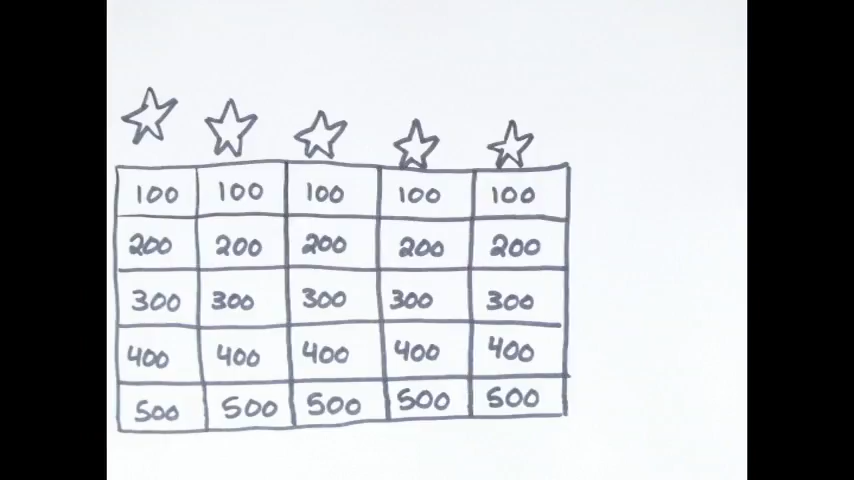 100 100 100 100 100
200 200 200 200 200
300 300 300 300 300
400 400 400 400 400
500 500 500 500 500